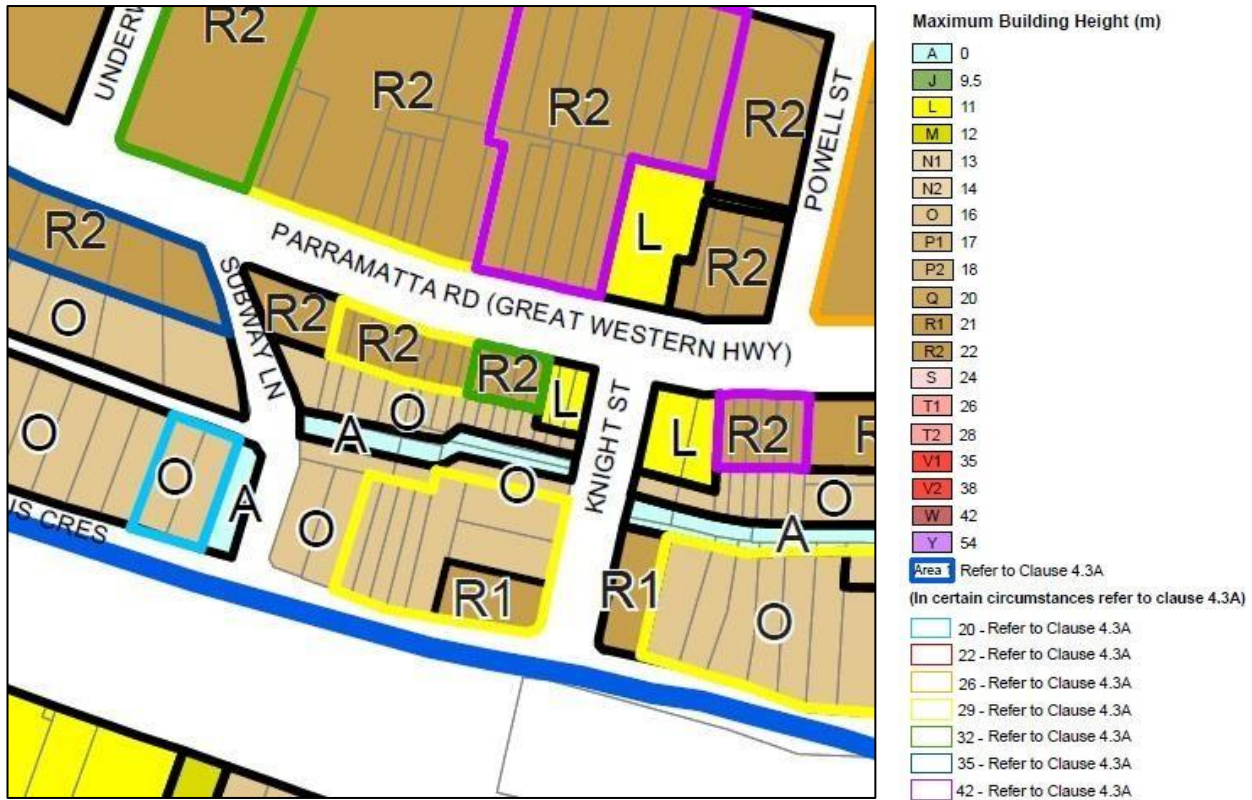 R2
UNDERW
R2
R2
R2
POWELL ST
R2
L
R2
PARRAMATTA RD (GREAT WESTERN HWY)
SUBWAY LN
O
R2
R2
R2
L
O
A
KNIGHT ST
L
R2
O
O
O
A
O
O
A
IS CRES
R1
R1
O
Maximum Building Height (m)
A 0
J 9.5
L 11
M 12
N1 13
N2 14
O 16
P1 17
P2 18
Q 20
R1 21
R2 22
S 24
T1 26
T2 28
V1 35
V2 38
W 42
Y 54
Area 1 Refer to Clause 4.3A
(In certain circumstances refer to clause 4.3A)
20 - Refer to Clause 4.3A
22 - Refer to Clause 4.3A
26 - Refer to Clause 4.3A
29 - Refer to Clause 4.3A
32 - Refer to Clause 4.3A
35 - Refer to Clause 4.3A
42 - Refer to Clause 4.3A